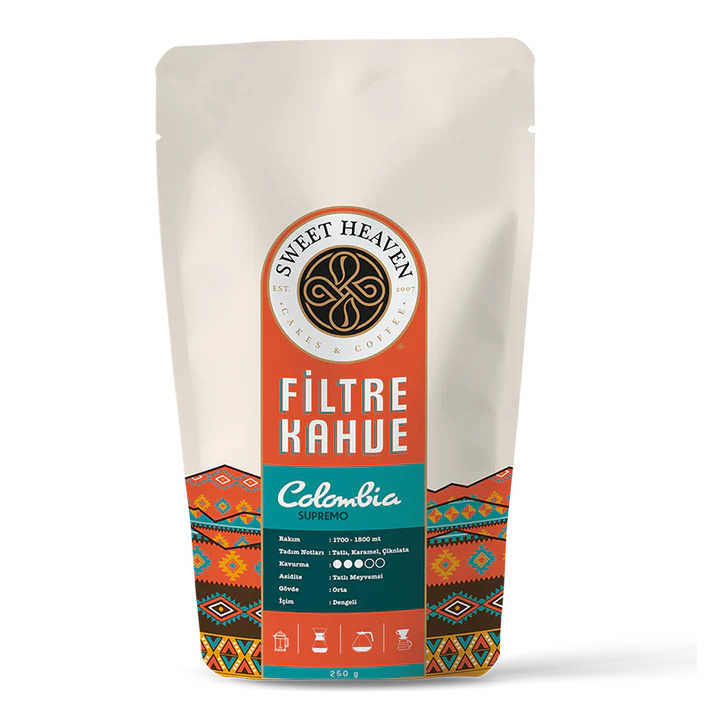 SWEET HEAVEN
EST. 2007
CAKES & COFFEE
FİLTRE
KAHVE
Colombia
SUPREMO
Rakım : 1700 - 1800 mt
Tadım Notları : Tatlı, Karamel, Çikolata
Kavurma :
Asidite : Tatlı Meyvemsi
Gövde : Orta
İçim : Dengeli
250 g